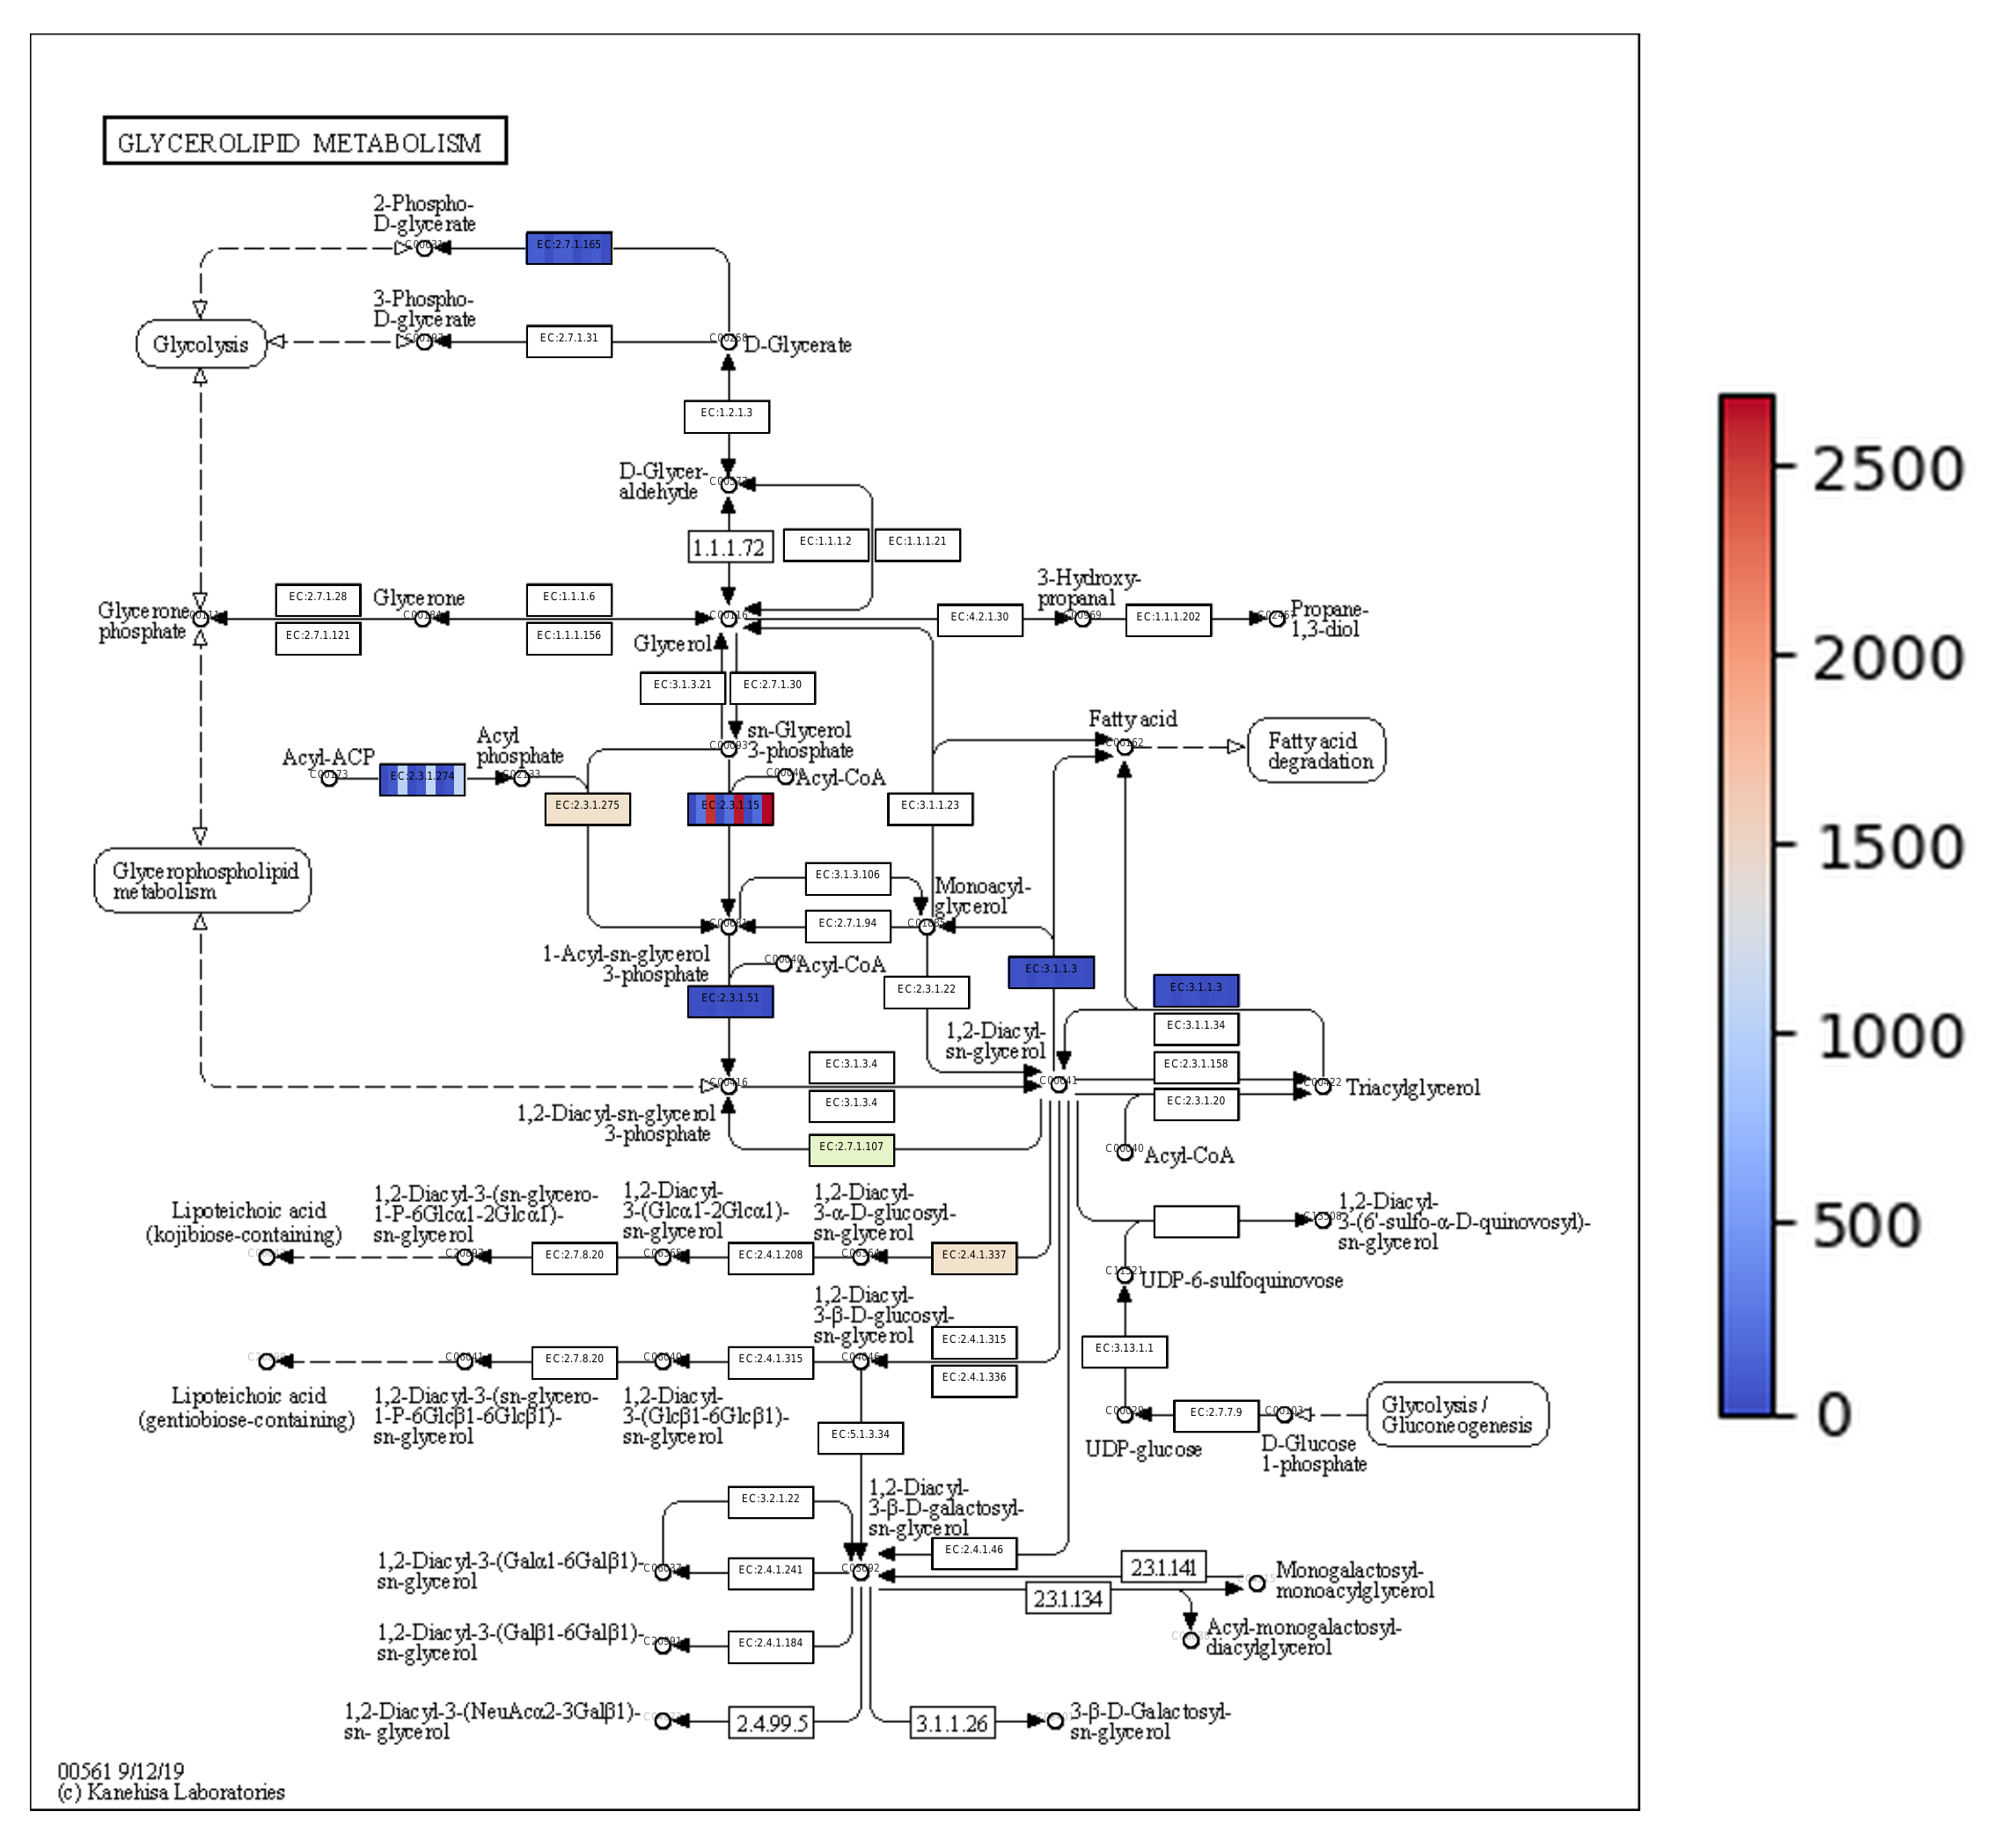 GLYCEROLIPID METABOLISM
2-Phospho-
D-glycerate
EC:2.7.1.165
3-Phospho-
D-glycerate
Glycolysis
EC:2.7.1.31
D-Glycerate
EC:1.2.1.3
D-Glycer-
aldehyde
1.1.1.72
EC:1.1.1.2
EC:1.1.1.21
Glycerone
phosphate
EC:2.7.1.28
EC:2.7.1.121
Glycerone
EC:1.1.1.6
EC:1.1.1.156
C00116
Glycerol
EC:4.2.1.30
3-Hydroxy-
propanal
EC:1.1.1.202
Propane-
1,3-diol
EC:3.1.3.21
EC:2.7.1.30
sn-Glycerol
3-phosphate
C00093
Fatty acid
C00162
Fatty acid
degradation
Acyl-ACP
C00173
EC:2.3.1.274
Acyl
phosphate
C02133
C00040
Acyl-CoA
EC:2.3.1.275
EC:2.3.1.15
EC:3.1.1.23
Glycerophospholipid
metabolism
EC:3.1.3.106
Monoacyl-
glycerol
EC:2.7.1.94
1-Acyl-sn-glycerol
3-phosphate
C00040
Acyl-CoA
EC:3.1.1.3
EC:2.3.1.51
EC:2.3.1.22
EC:3.1.1.3
EC:3.1.1.34
1,2-Diacyl-
sn-glycerol
EC:3.1.3.4
EC:2.3.1.158
C00416
C00641
C00422
Triacylglycerol
EC:3.1.3.4
EC:2.3.1.20
1,2-Diacyl-sn-glycerol
3-phosphate
EC:2.7.1.107
C00040
Acyl-CoA
Lipoteichoic acid
(kojibiose-containing)
1,2-Diacyl-3-(sn-glycero-
1-P-6Glcα1-2Glcα1)-
sn-glycerol
1,2-Diacyl-
3-(Glcα1-2Glcα1)-
sn-glycerol
1,2-Diacyl-
3-α-D-glucosyl-
sn-glycerol
1,2-Diacyl-
3-(6'-sulfo-α-D-quinovosyl)-
sn-glycerol
EC:2.7.8.20
EC:2.4.1.208
EC:2.4.1.337
UDP-6-sulfoquinovose
1,2-Diacyl-
3-β-D-glucosyl-
sn-glycerol
EC:2.4.1.315
EC:2.7.8.20
EC:2.4.1.315
EC:2.4.1.336
EC:3.13.1.1
Lipoteichoic acid
(gentiobiose-containing)
1,2-Diacyl-3-(sn-glycero-
1-P-6Glcβ1-6Glcβ1)-
sn-glycerol
1,2-Diacyl-
3-(Glcβ1-6Glcβ1)-
sn-glycerol
EC:5.1.3.34
C00029
EC:2.7.7.9
C00103
Glycolysis /
Gluconeogenesis
UDP-glucose
D-Glucose
1-phosphate
EC:3.2.1.22
1,2-Diacyl-
3-β-D-galactosyl-
sn-glycerol
EC:2.4.1.46
1,2-Diacyl-3-(Galα1-6Galβ1)-
sn-glycerol
EC:2.4.1.241
C03692
2.3.1.141
2.3.1.134
Monogalactosyl-
monoacylglycerol
Acyl-monogalactosyl-
diacylglycerol
1,2-Diacyl-3-(Galβ1-6Galβ1)-
sn-glycerol
EC:2.4.1.184
1,2-Diacyl-3-(NeuAcα2-3Galβ1)-
sn- glycerol
2.4.99.5
3.1.1.26
3-β-D-Galactosyl-
sn-glycerol
00561 9/12/19
(c) Kanehisa Laboratories
2500
2000
1500
1000
500
0